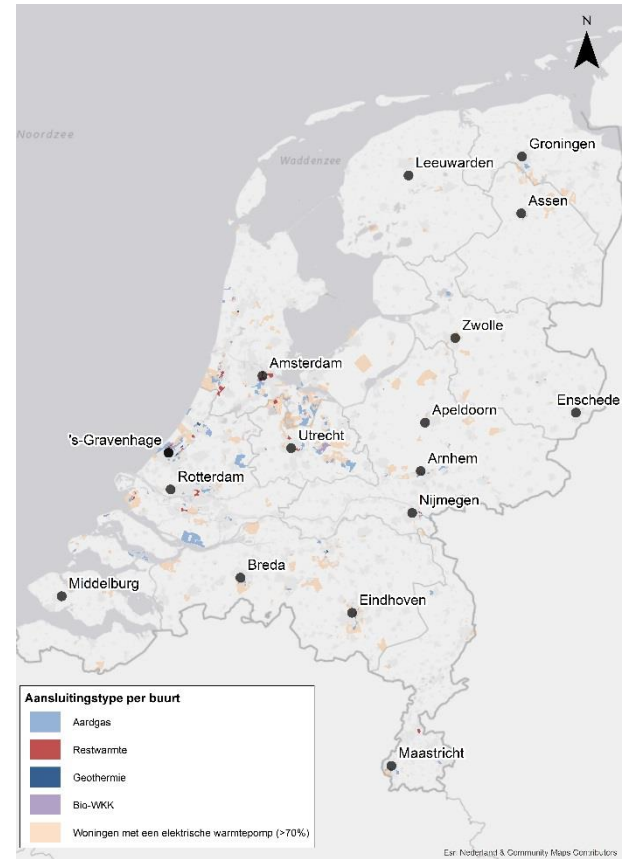 N
Noordzee
Waddenzee
Groningen
Leeuwarden
Assen
Zwolle
Amsterdam
Enschede
Apeldoorn
's-Gravenhage
Utrecht
Arnhem
Rotterdam
Nijmegen
Breda
Middelburg
Eindhoven
Maastricht
Aansluitingstype per buurt
Aardgas
Restwarmte
Geothermie
Bio-WKK
Woningen met een elektrische warmtepomp (>70%)
Esri Nederland & Community Maps Contributors